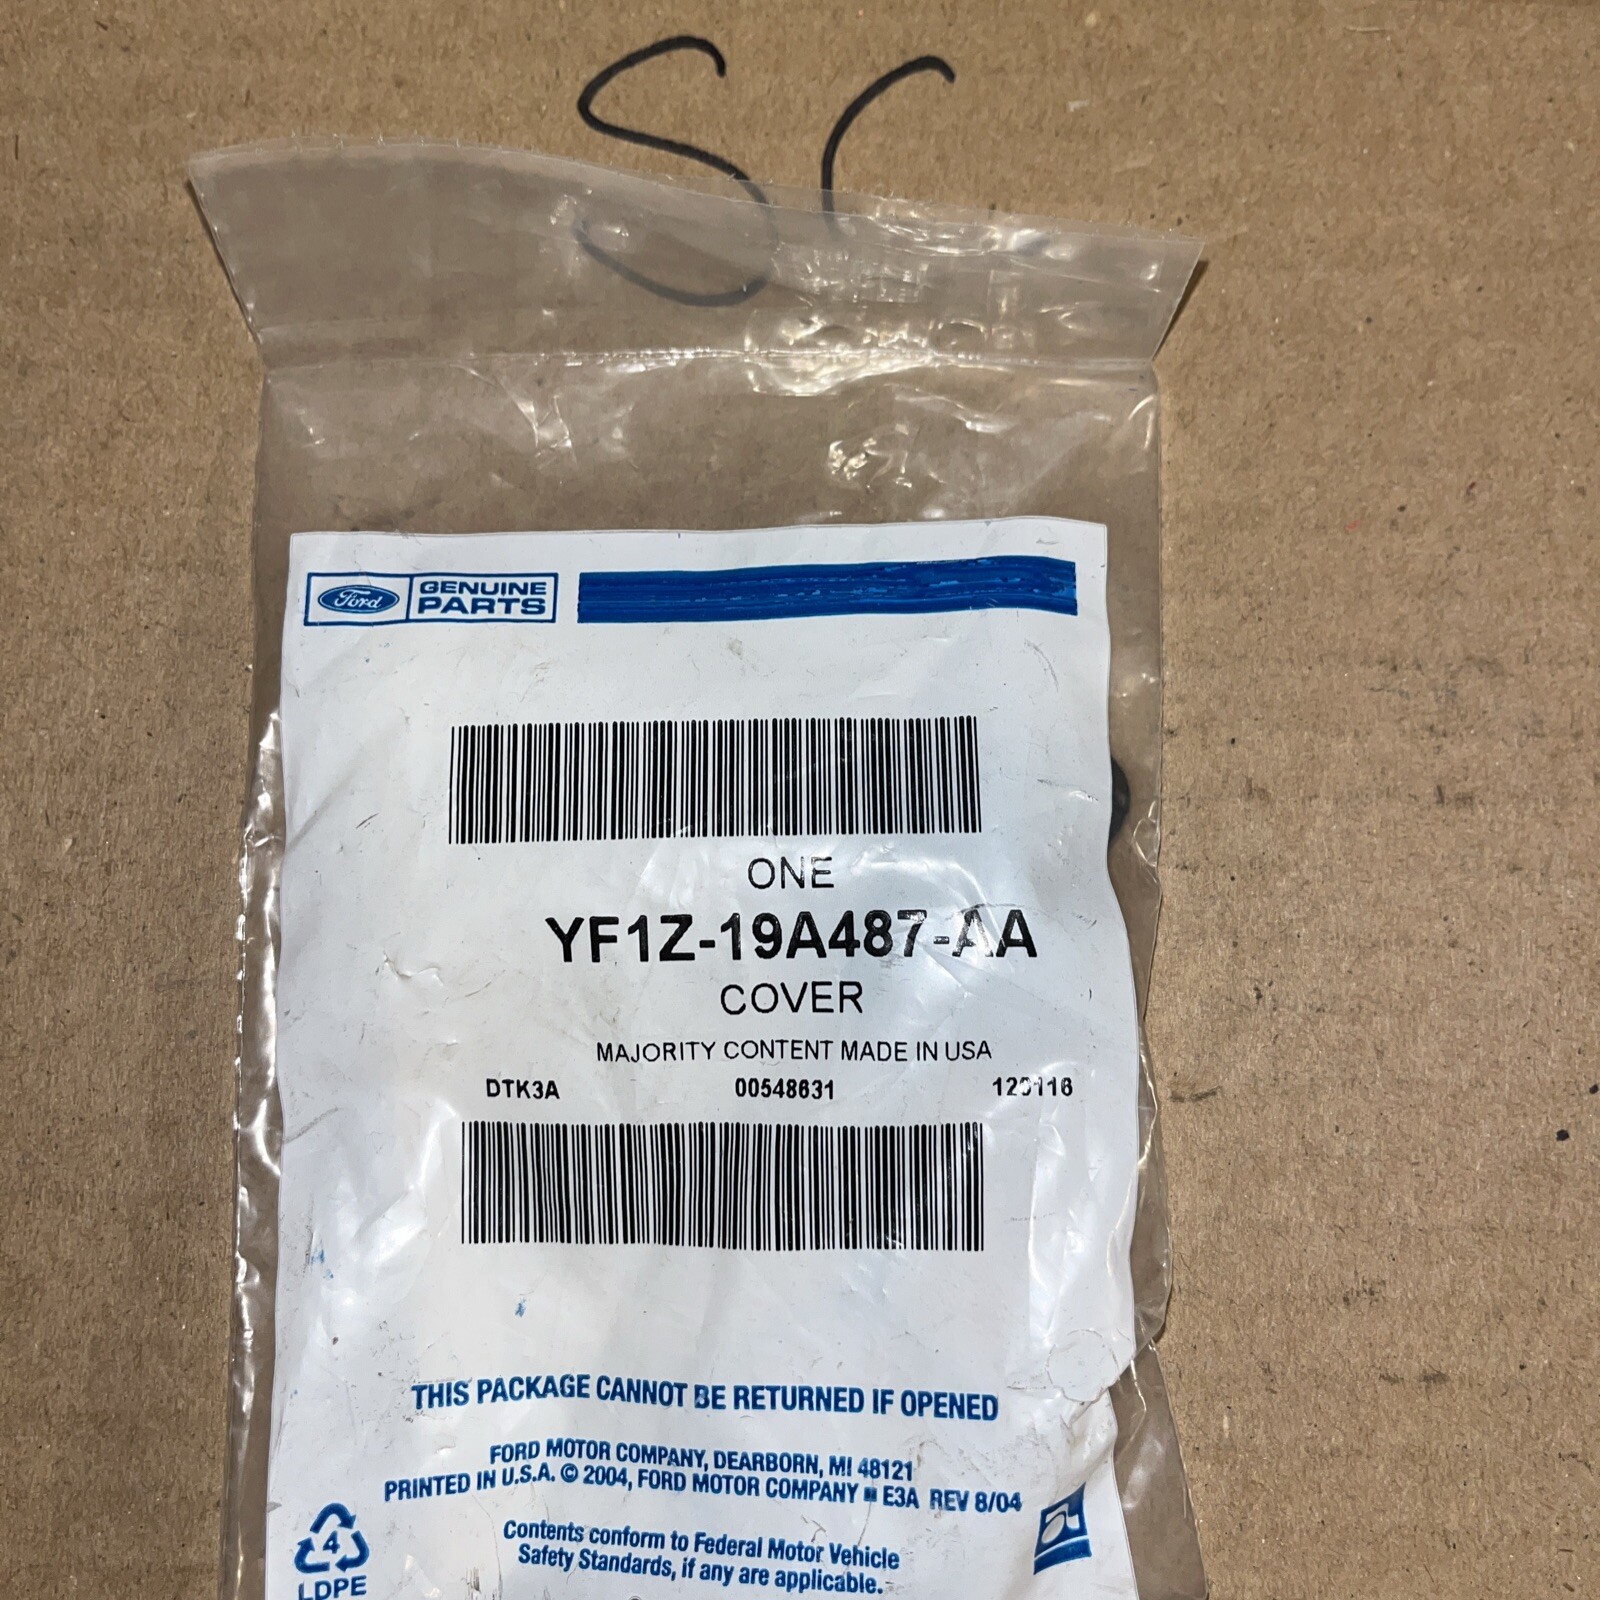 SC
Ford GENUINE PARTS
ONE
YF1Z-19A487-AA
COVER
MAJORITY CONTENT MADE IN USA
DTK3A 00548631
THIS PACKAGE CANNOT BE RETURNED IF OPENED
FORD MOTOR COMPANY, DEARBORN, MI 48121
PRINTED IN U.S.A. © 2004, FORD MOTOR COMPANY ■ E3A REV 8/04
4
LDPE
Contents conform to Federal Motor Vehicle
Safety Standards, if any are applicable.